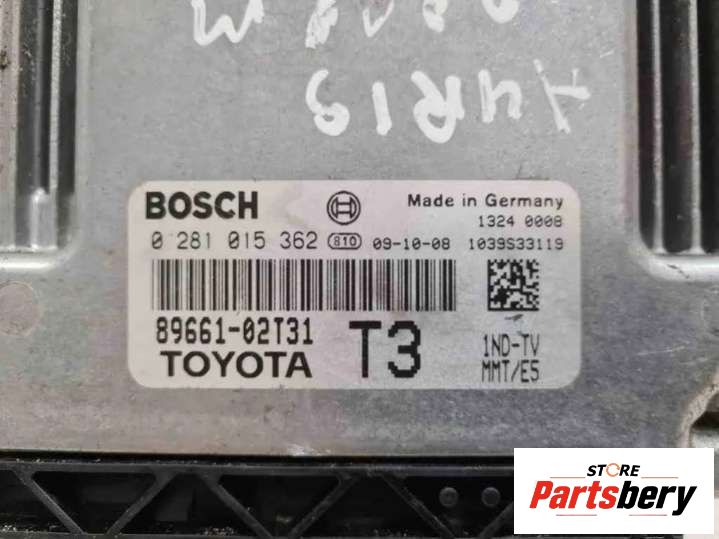 AURIS
BOSCH Made in Germany
1324 0008
0 281 015 362 810 09-10-08 1039S33119
89661-02T31
TOYOTA T3
1ND-TV
MMT/E5
STORE
Partsbery